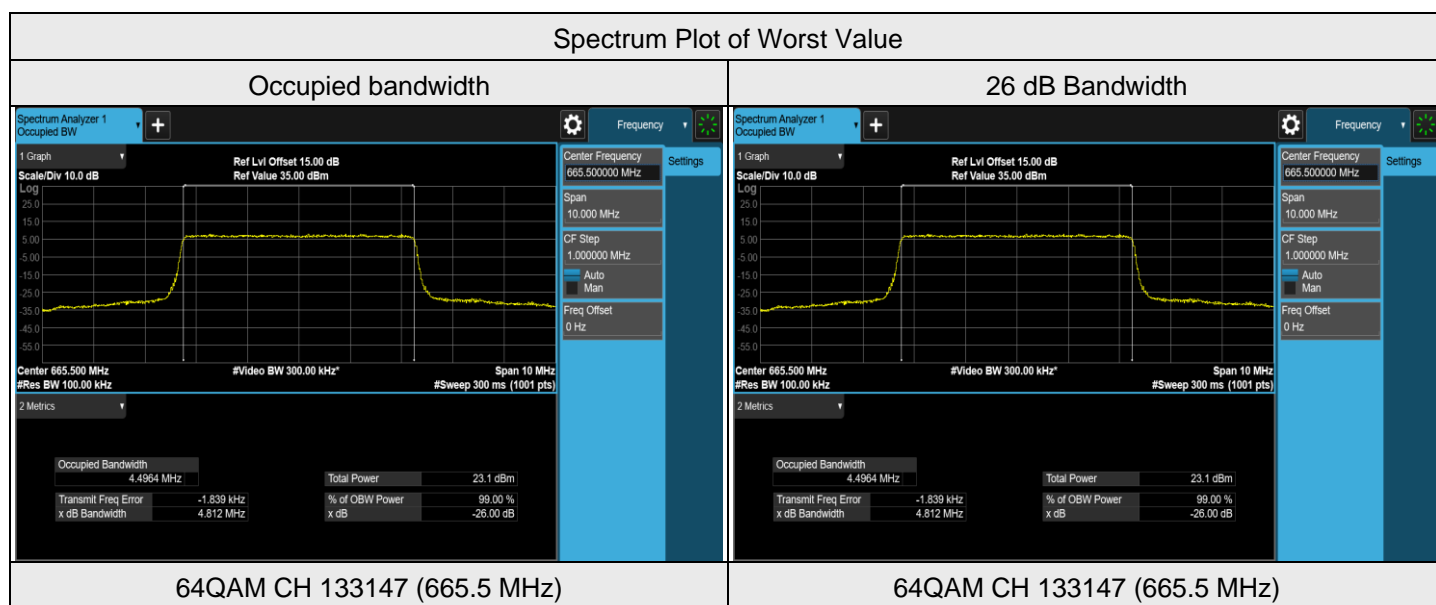 Spectrum Plot of Worst Value
Occupied bandwidth
26 dB Bandwidth
Spectrum Analyzer 1
Occupied BW
+
Frequency
1 Graph
Ref Lvl Offset 15.00 dB
Scale/Div 10.0 dB
Ref Value 35.00 dBm
Log
25.0
15.0
5.00
-5.00
-15.0
-25.0
-35.0
-45.0
-55.0
Center 665.500 MHz
#Video BW 300.00 kHz*
Span 10 MHz
#Res BW 100.00 kHz
#Sweep 300 ms (1001 pts)
Center Frequency
665.500000 MHz
Settings
Span
10.000 MHz
CF Step
1.000000 MHz
Auto
Man
Freq Offset
0 Hz
2 Metrics
Occupied Bandwidth
4.4964 MHz
Total Power 23.1 dBm
Transmit Freq Error -1.839 kHz
% of OBW Power 99.00 %
x dB Bandwidth 4.812 MHz
x dB -26.00 dB
Spectrum Analyzer 1
Occupied BW
+
Frequency
1 Graph
Ref Lvl Offset 15.00 dB
Scale/Div 10.0 dB
Ref Value 35.00 dBm
Log
25.0
15.0
5.00
-5.00
-15.0
-25.0
-35.0
-45.0
-55.0
Center 665.500 MHz
#Video BW 300.00 kHz*
Span 10 MHz
#Res BW 100.00 kHz
#Sweep 300 ms (1001 pts)
Center Frequency
665.500000 MHz
Settings
Span
10.000 MHz
CF Step
1.000000 MHz
Auto
Man
Freq Offset
0 Hz
2 Metrics
Occupied Bandwidth
4.4964 MHz
Total Power 23.1 dBm
Transmit Freq Error -1.839 kHz
% of OBW Power 99.00 %
x dB Bandwidth 4.812 MHz
x dB -26.00 dB
64QAM CH 133147 (665.5 MHz)
64QAM CH 133147 (665.5 MHz)